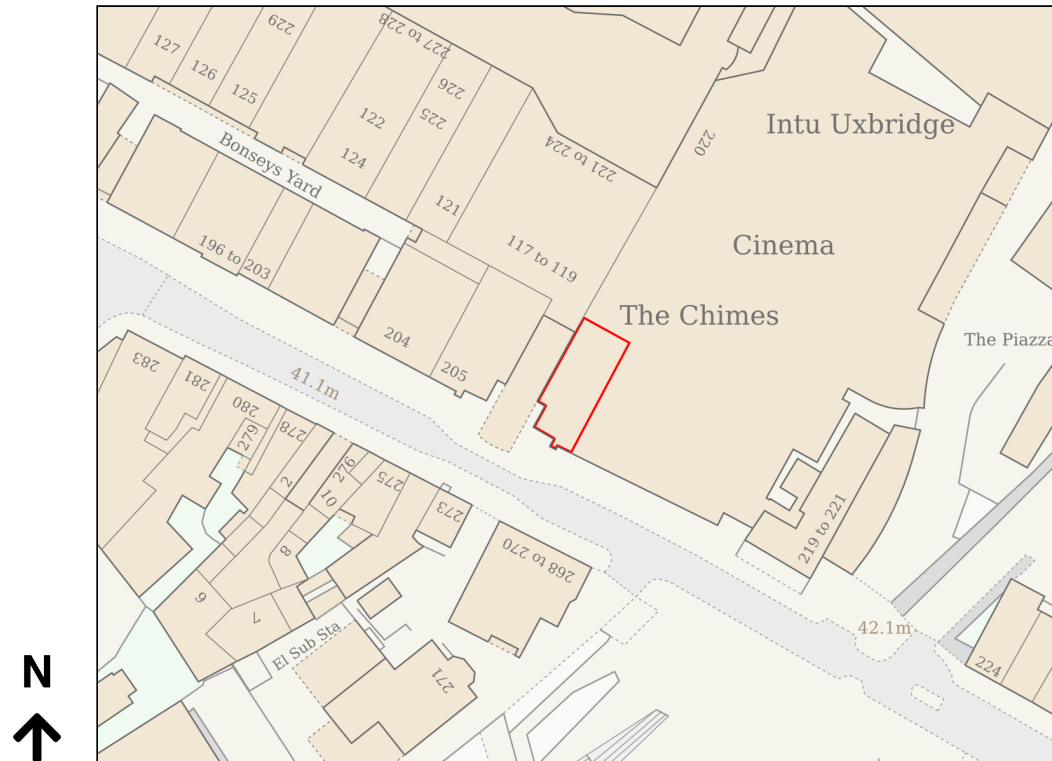 229
228
227 to
127
126
125
226
225
122
124
220
221 to 224
Intu Uxbridge
Bonseys Yard
121
117 to 119
Cinema
196 to 203
The Chimes
204
205
The Piazza
283
281
41.1m
280
279
278
276
275
2
10
273
8
268 to 270
219 to 221
6
7
El Sub Sta
271
42.1m
224
N